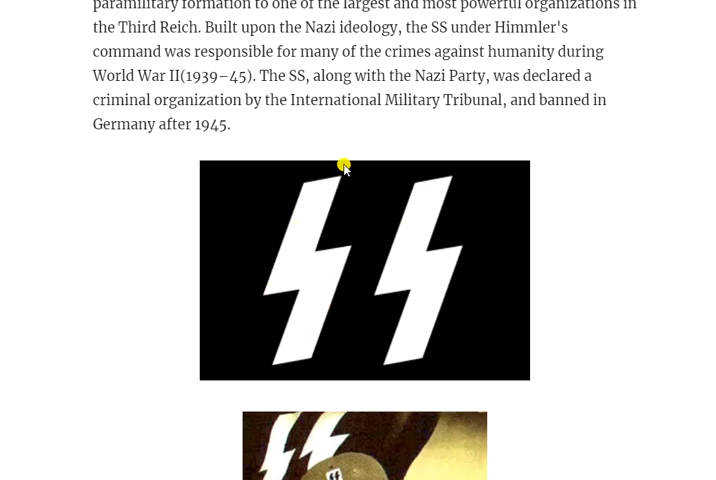 paramilitary formation to one of the largest and most powerful organizations in
the Third Reich. Built upon the Nazi ideology, the SS under Himmler's
command was responsible for many of the crimes against humanity during
World War II(1939–45). The SS, along with the Nazi Party, was declared a
criminal organization by the International Military Tribunal, and banned in
Germany after 1945.